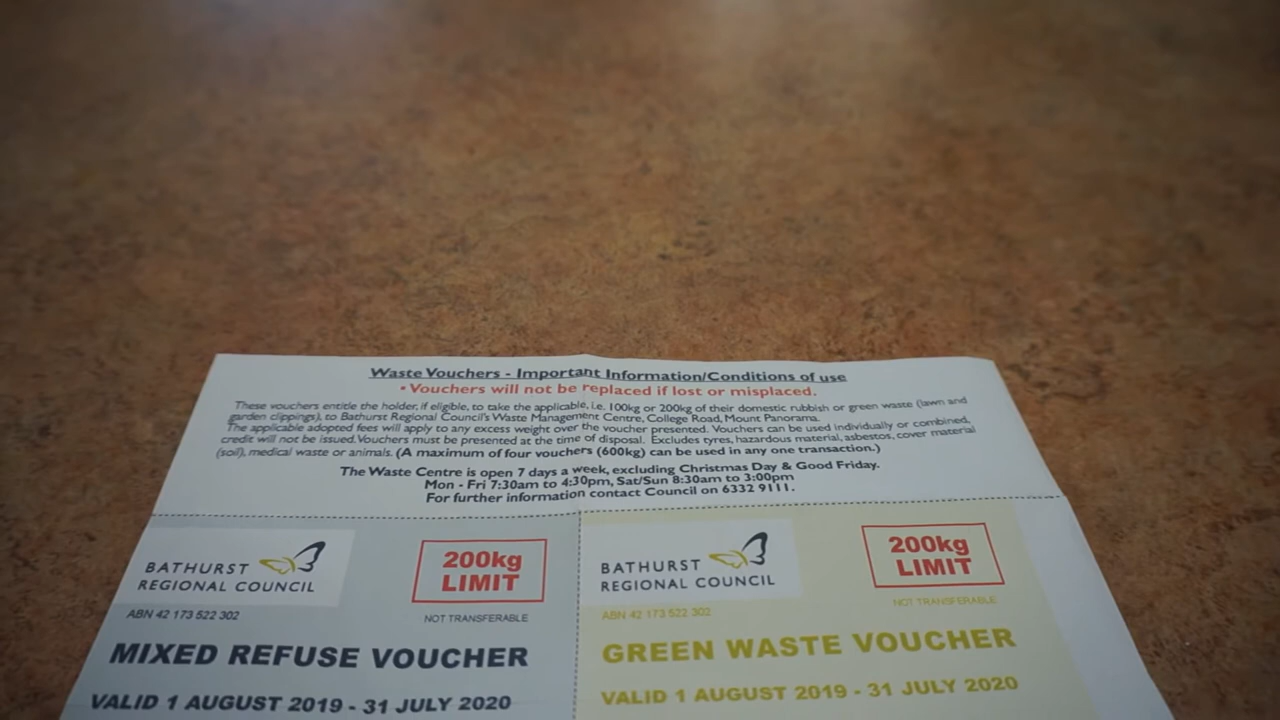 Waste Vouchers - Important Information/Conditions of use
• Vouchers will not be replaced if lost or misplaced.
These vouchers entitle the holder, if eligible, to take the applicable, i.e. 100kg or 200kg of their domestic rubbish or green waste (lawn and
garden clippings), to Bathurst Regional Council's Waste Management Centre, College Road, Mount Panorama.
The applicable adopted fees will apply to any excess weight over the voucher presented. Vouchers can be used individually or combined,
credit will not be issued. Vouchers must be presented at the time of disposal. Excludes tyres, hazardous material, asbestos, cover material
(soil), medical waste or animals. (A maximum of four vouchers (600kg) can be used in any one transaction.)
The Waste Centre is open 7 days a week, excluding Christmas Day & Good Friday.
Mon - Fri 7:30am to 4:30pm, Sat/Sun 8:30am to 3:00pm
For further information contact Council on 6332 9111.
BATHURST
REGIONAL COUNCIL
ABN 42 173 522 302
200kg
LIMIT
NOT TRANSFERABLE
MIXED REFUSE VOUCHER
VALID 1 AUGUST 2019 - 31 JULY 2020
BATHURST
REGIONAL COUNCIL
ABN 42 173 522 302
200kg
LIMIT
NOT TRANSFERABLE
GREEN WASTE VOUCHER
VALID 1 AUGUST 2019 - 31 JULY 2020